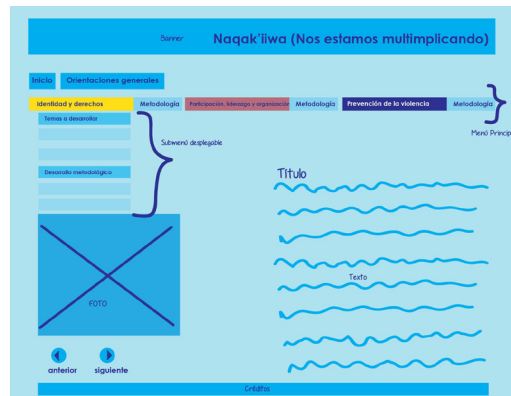 Banner
Naqak'iiwa (Nos estamos multimplicando)
Inicio
Orientaciones generales
Identidad y derechos
Metodología
Participación, liderazgo y organización
Metodología
Prevención de la violencia
Metodología
Menú Princip
Temas a desarrollar
Submenú desplegable
Desarrollo metodológico
Título
Texto
FOTO
anterior
siguiente
Créditos